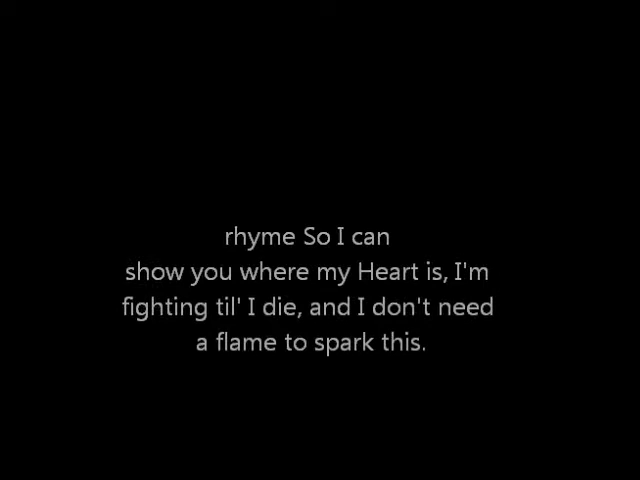 rhyme So I can
show you where my Heart is, I'm
fighting til' I die, and I don't need
a flame to spark this.